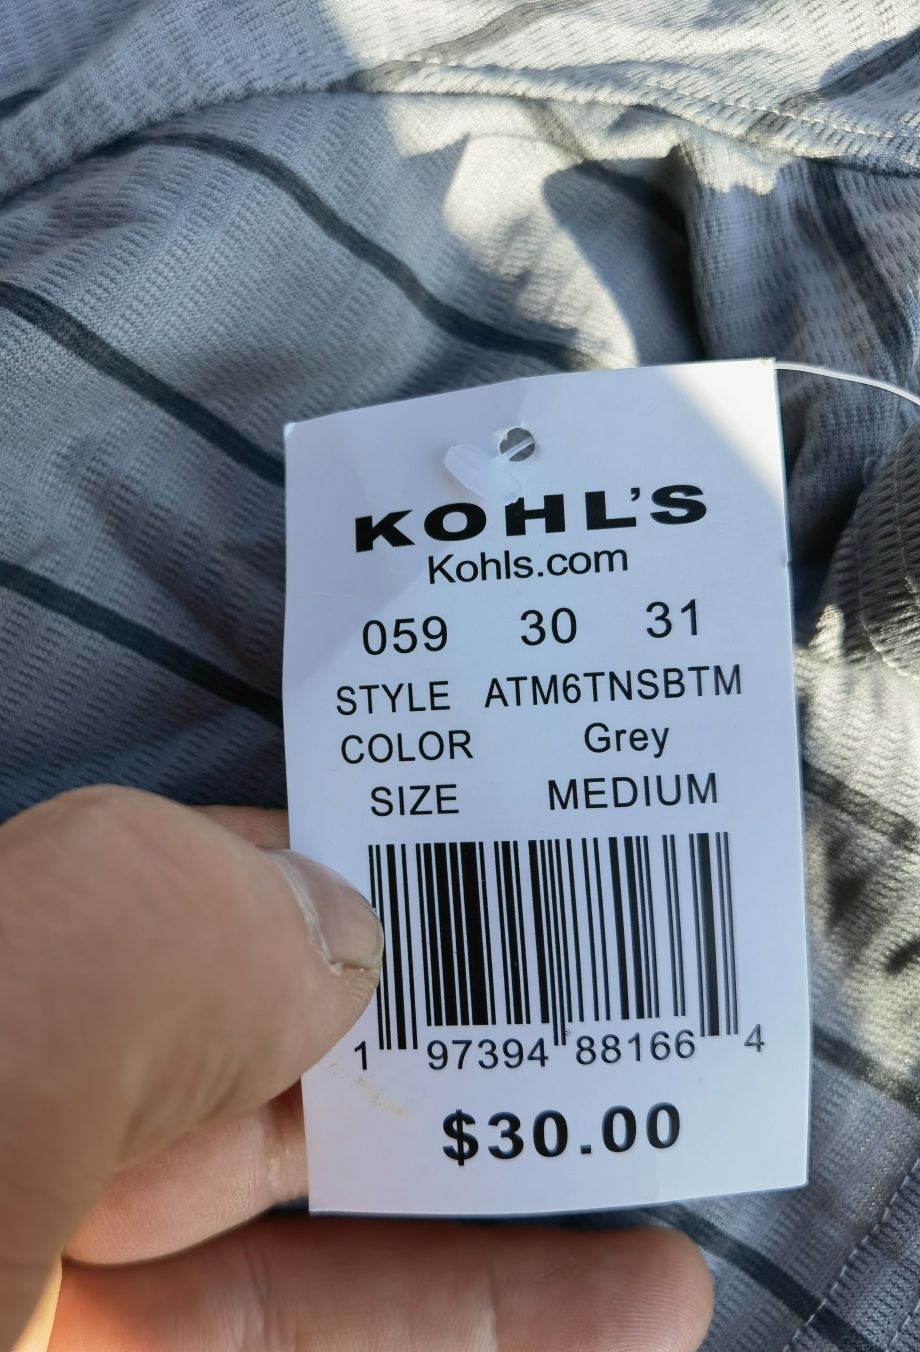 KOHL'S
Kohls.com
059 30 31
STYLE ATM6TNSBTM
COLOR Grey
SIZE MEDIUM
1 97394 88166 4
$30.00